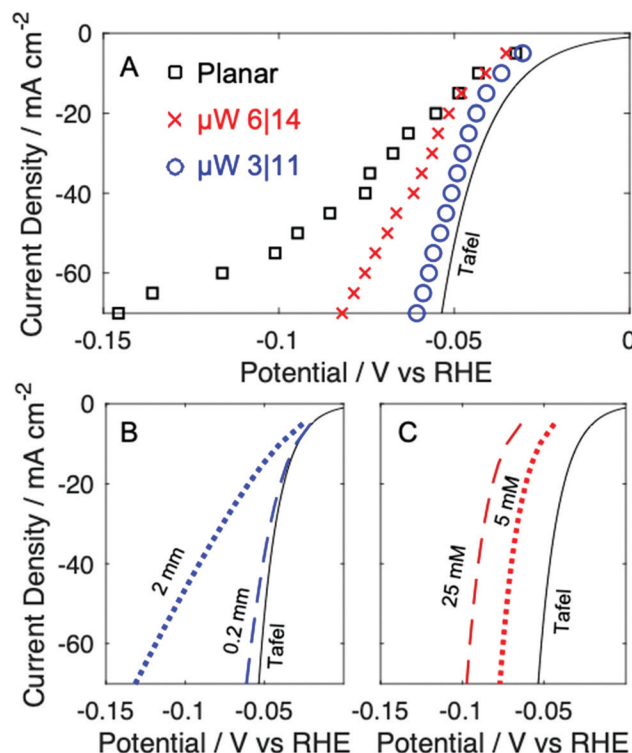 A
Planar
µW 6|14
µW 3|11
Tafel
0
-20
-40
-60
Current Density / mA cm⁻²
-0.15
-0.1
-0.05
0
Potential / V vs RHE
B
2 mm
0.2 mm
Tafel
0
-20
-40
-60
Current Density / mA cm⁻²
-0.15
-0.1
-0.05
Potential / V vs RHE
C
25 mM
5 mM
Tafel
-0.15
-0.1
-0.05
Potential / V vs RHE